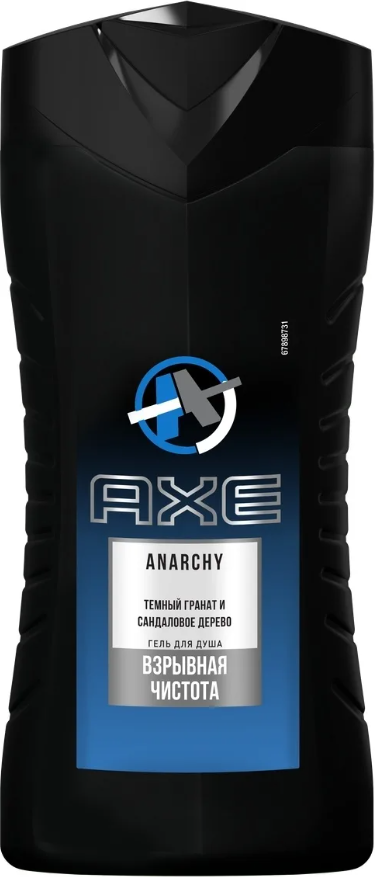 67898731
AXE
ANARCHY
ТЕМНЫЙ ГРАНАТ И
САНДАЛОВОЕ ДЕРЕВО
ГЕЛЬ ДЛЯ ДУША
ВЗРЫВНАЯ
ЧИСТОТА